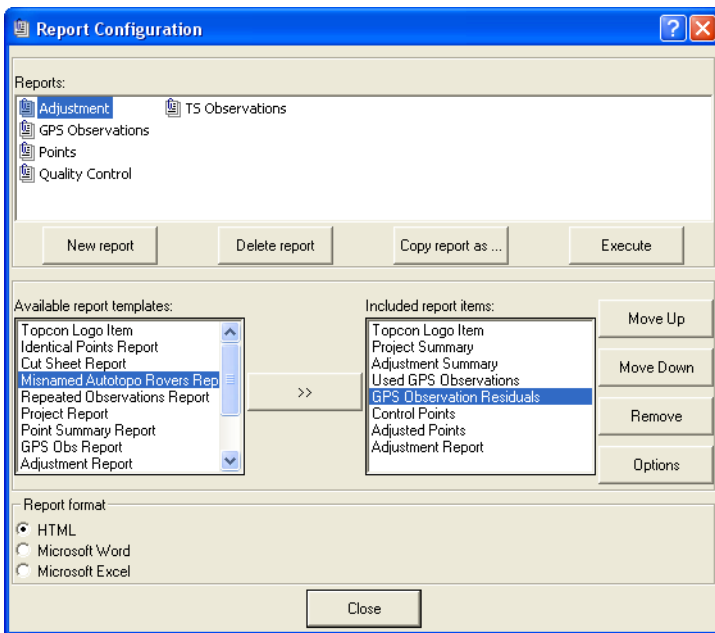 Report Configuration
Reports:
Adjustment
TS Observations
GPS Observations
Points
Quality Control
New report
Delete report
Copy report as ...
Execute
Available report templates:
Topcon Logo Item
Identical Points Report
Cut Sheet Report
Misnamed Autotopo Rovers Rep
Repeated Observations Report
Project Report
Point Summary Report
GPS Obs Report
Adjustment Report
>>
Included report items:
Topcon Logo Item
Project Summary
Adjustment Summary
Used GPS Observations
GPS Observation Residuals
Control Points
Adjusted Points
Adjustment Report
Move Up
Move Down
Remove
Options
Report format
HTML
Microsoft Word
Microsoft Excel
Close